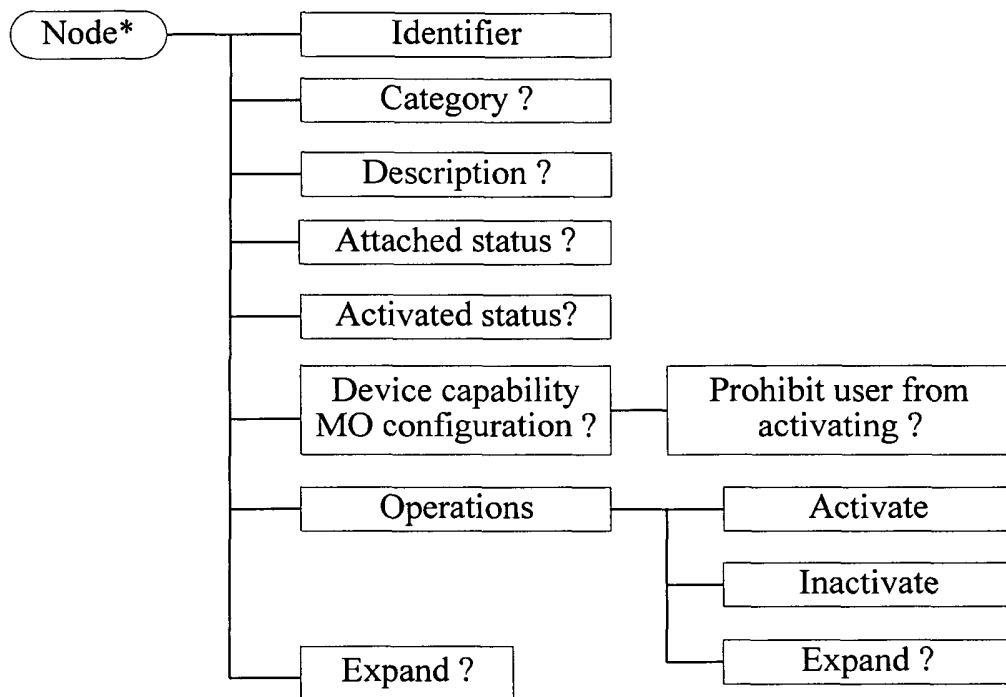 Node*
Identifier
Category ?
Description ?
Attached status ?
Activated status?
Device capability
MO configuration ?
Prohibit user from
activating ?
Operations
Activate
Inactivate
Expand ?
Expand ?